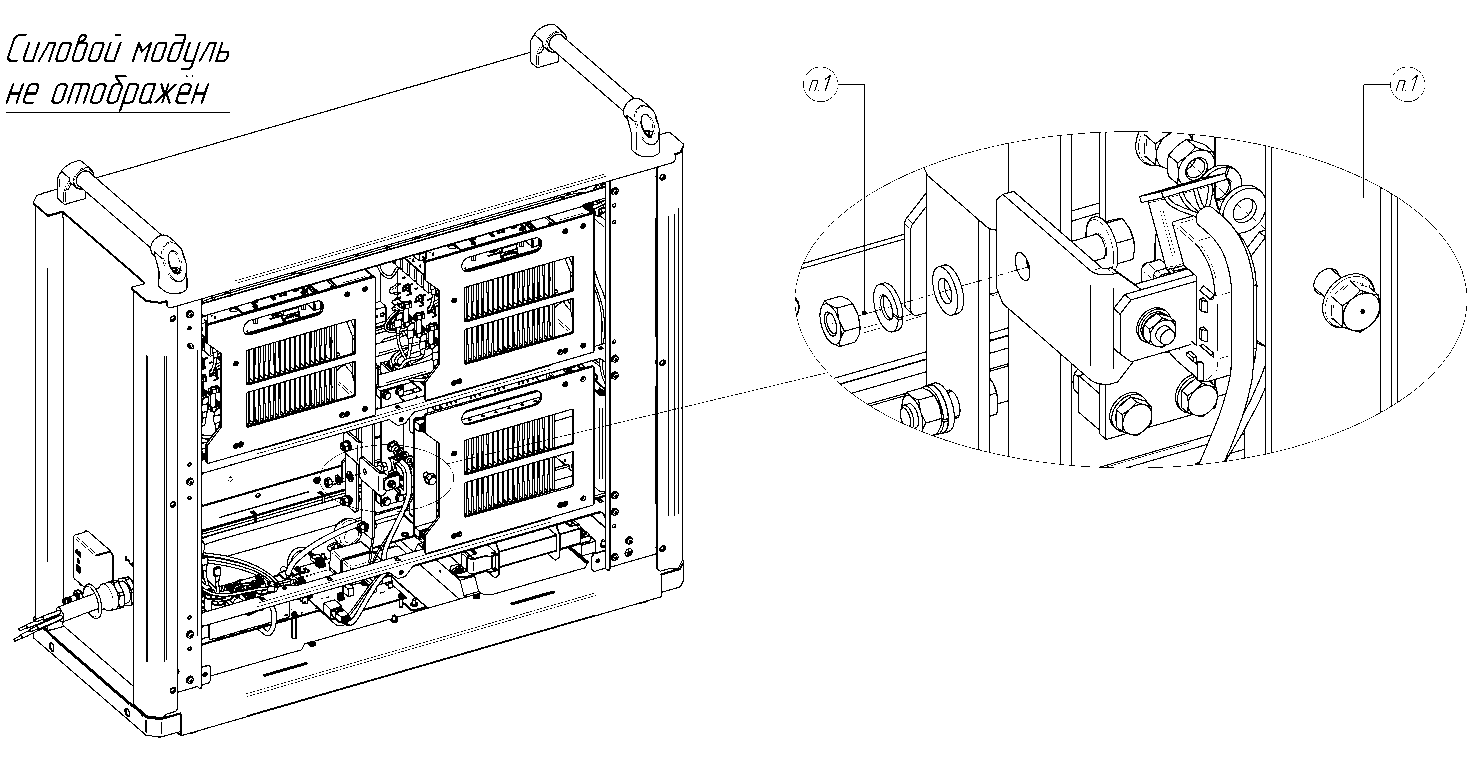 Силовой модуль
не отображён
п.1
п.1